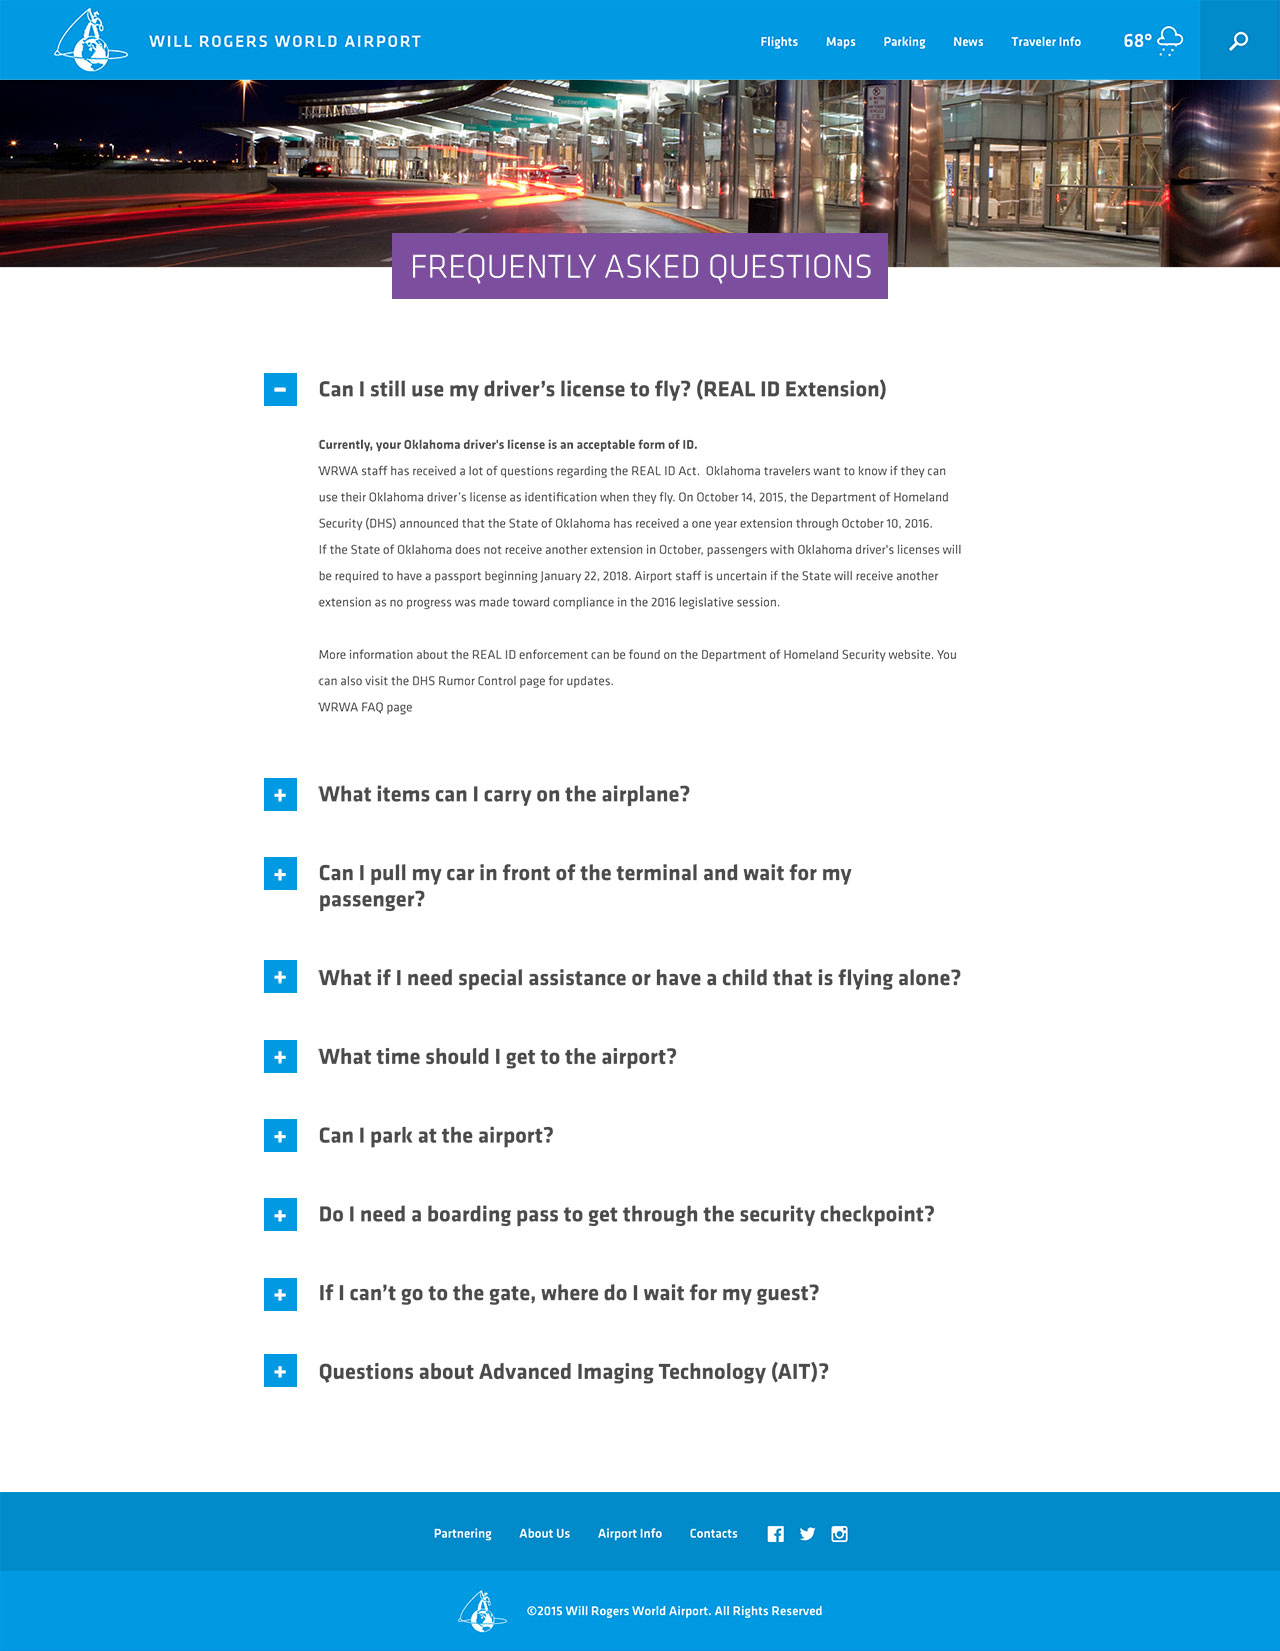 WILL ROGERS WORLD AIRPORT
Flights Maps Parking News Traveler Info 68°
Continental
FREQUENTLY ASKED QUESTIONS
Can I still use my driver’s license to fly? (REAL ID Extension)
Currently, your Oklahoma driver's license is an acceptable form of ID.
WRWA staff has received a lot of questions regarding the REAL ID Act. Oklahoma travelers want to know if they can
use their Oklahoma driver’s license as identification when they fly. On October 14, 2015, the Department of Homeland
Security (DHS) announced that the State of Oklahoma has received a one year extension through October 10, 2016.
If the State of Oklahoma does not receive another extension in October, passengers with Oklahoma driver's licenses will
be required to have a passport beginning January 22, 2018. Airport staff is uncertain if the State will receive another
extension as no progress was made toward compliance in the 2016 legislative session.
More information about the REAL ID enforcement can be found on the Department of Homeland Security website. You
can also visit the DHS Rumor Control page for updates.
WRWA FAQ page
What items can I carry on the airplane?
Can I pull my car in front of the terminal and wait for my
passenger?
What if I need special assistance or have a child that is flying alone?
What time should I get to the airport?
Can I park at the airport?
Do I need a boarding pass to get through the security checkpoint?
If I can’t go to the gate, where do I wait for my guest?
Questions about Advanced Imaging Technology (AIT)?
Partnering About Us Airport Info Contacts
©2015 Will Rogers World Airport. All Rights Reserved